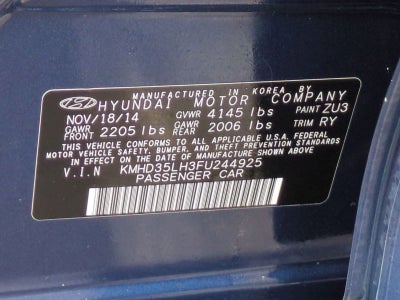 MANUFACTURED IN KOREA BY
HYUNDAI MOTOR COMPANY
NOV/18/14 GVWR 4145 lbs PAINT ZU3
GAWR FRONT 2205 lbs GAWR REAR 2006 lbs TRIM RY
THIS VEHICLE CONFORMS TO ALL APPLICABLE U.S.A. FEDERAL
MOTOR VEHICLE SAFETY, BUMPER, AND THEFT PREVENTION STANDARDS
IN EFFECT ON THE DATE OF MANUFACTURE SHOWN ABOVE.
V.I.N KMHD35LH3FU244925
PASSENGER CAR